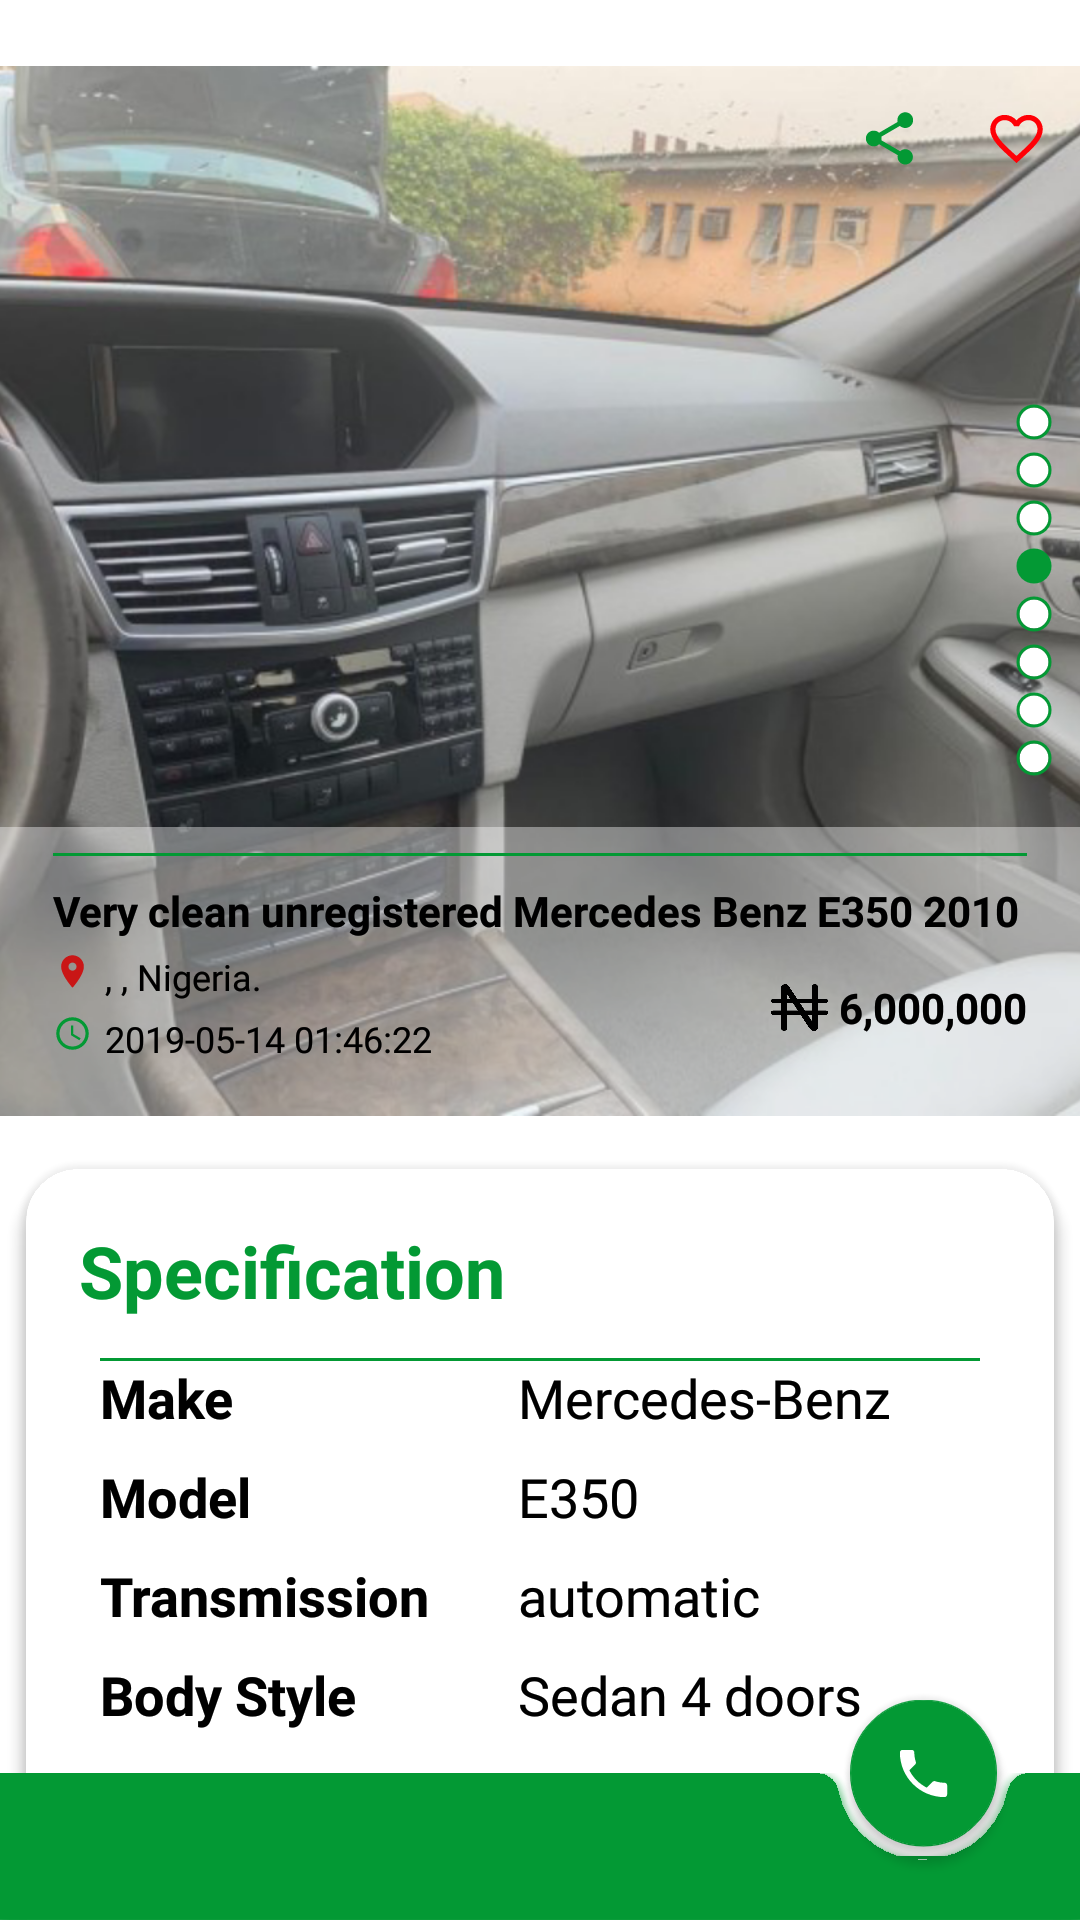 Very clean unregistered Mercedes Benz E350 2010
, , Nigeria.
₦ 6,000,000
2019-05-14 01:46:22
Specification
Make Mercedes-Benz
Model E350
Transmission automatic
Body Style Sedan 4 doors